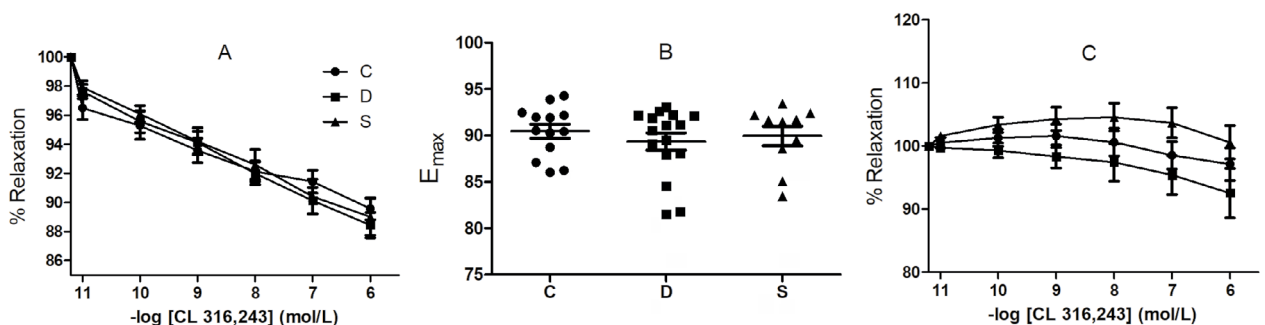 A
% Relaxation
100
98
96
94
92
90
88
86
11 10 9 8 7 6
-log [CL 316,243] (mol/L)
C
D
S
B
Emax
100
95
90
85
80
75
C D S
C
% Relaxation
120
110
100
90
80
11 10 9 8 7 6
-log [CL 316,243] (mol/L)